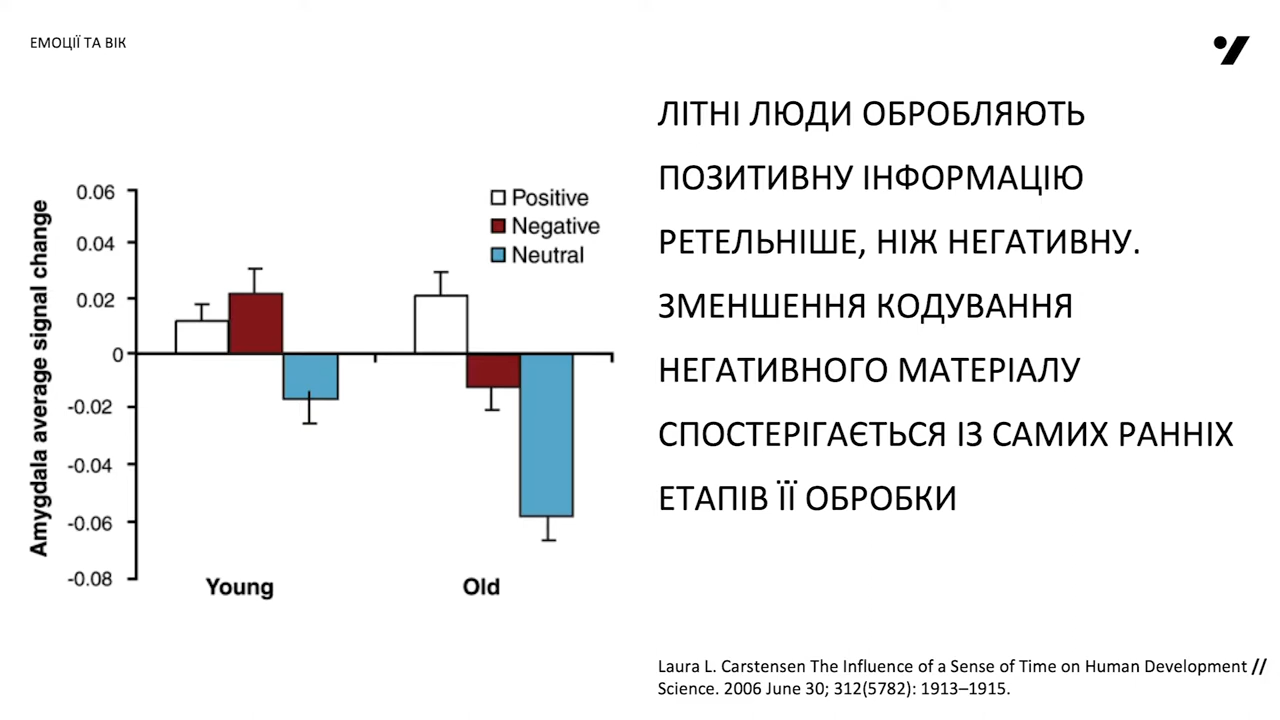 ЕМОЦІЇ ТА ВІК
ЛІТНІ ЛЮДИ ОБРОБЛЯЮТЬ
ПОЗИТИВНУ ІНФОРМАЦІЮ
РЕТЕЛЬНІШЕ, НІЖ НЕГАТИВНУ.
ЗМЕНШЕННЯ КОДУВАННЯ
НЕГАТИВНОГО МАТЕРІАЛУ
СПОСТЕРІГАЄТЬСЯ ІЗ САМИХ РАННІХ
ЕТАПІВ ЇЇ ОБРОБКИ
Amygdala average signal change
0.06
0.04
0.02
0
-0.02
-0.04
-0.06
-0.08
Positive
Negative
Neutral
Young
Old
Laura L. Carstensen The Influence of a Sense of Time on Human Development //
Science. 2006 June 30; 312(5782): 1913–1915.